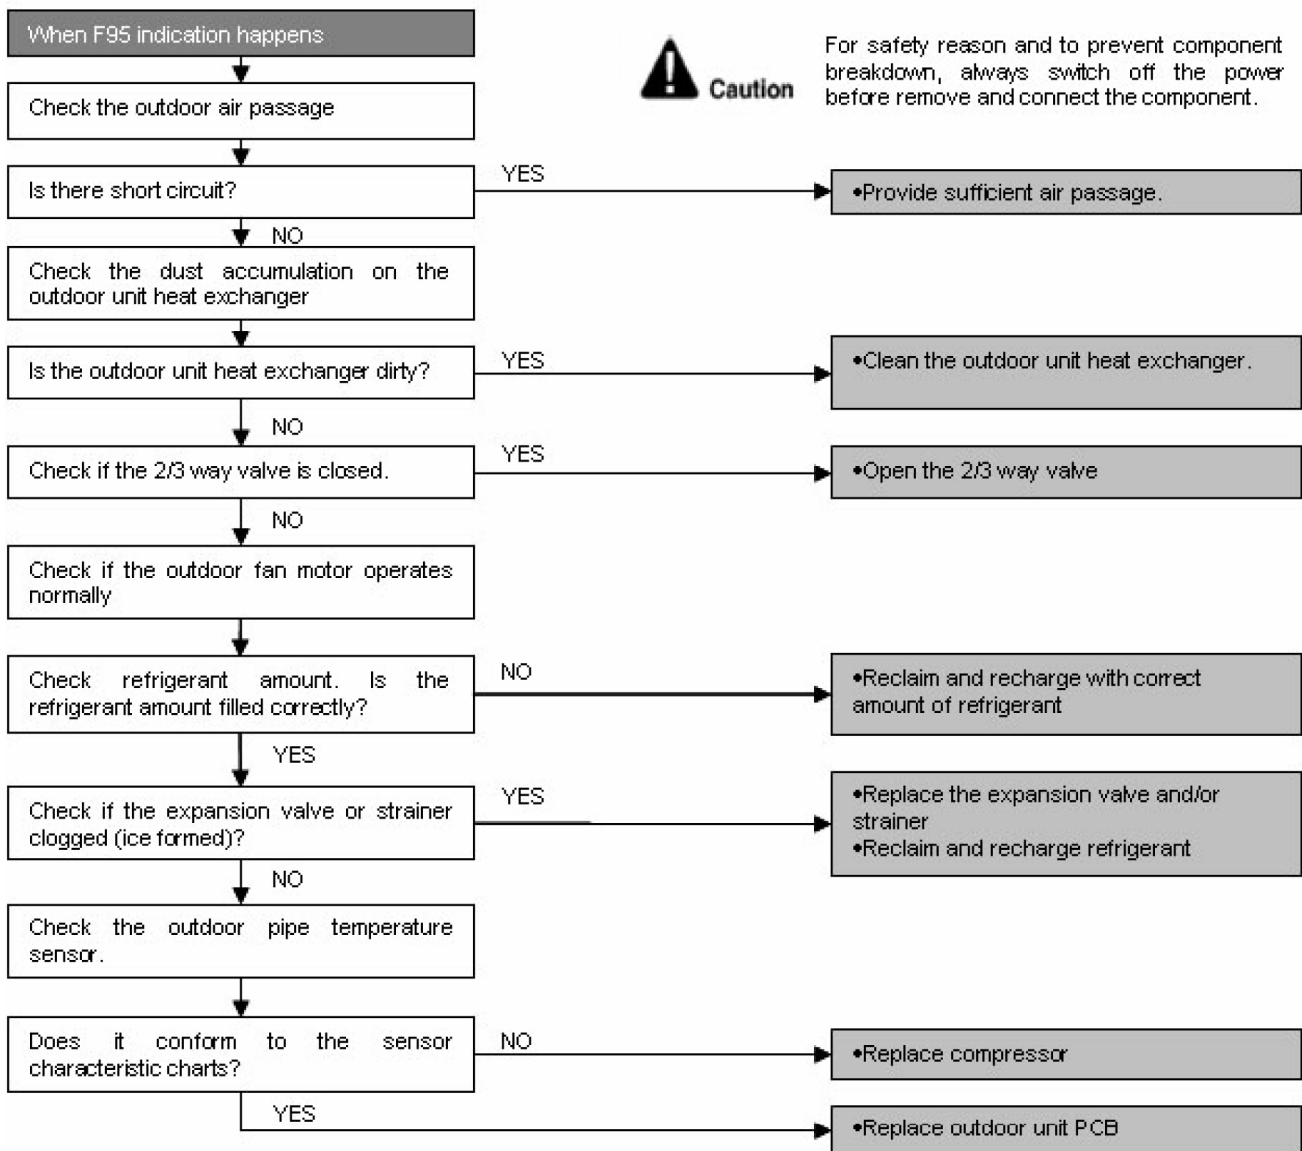 When F95 indication happens
Caution
For safety reason and to prevent component
breakdown, always switch off the power
before remove and connect the component.
Check the outdoor air passage
Is there short circuit?
YES
•Provide sufficient air passage.
NO
Check the dust accumulation on the
outdoor unit heat exchanger
Is the outdoor unit heat exchanger dirty?
YES
•Clean the outdoor unit heat exchanger.
NO
Check if the 2/3 way valve is closed.
YES
•Open the 2/3 way valve
NO
Check if the outdoor fan motor operates
normally
Check refrigerant amount. Is the
refrigerant amount filled correctly?
NO
•Reclaim and recharge with correct
amount of refrigerant
YES
Check if the expansion valve or strainer
clogged (ice formed)?
YES
•Replace the expansion valve and/or
strainer
•Reclaim and recharge refrigerant
NO
Check the outdoor pipe temperature
sensor.
Does it conform to the sensor
characteristic charts?
NO
•Replace compressor
YES
•Replace outdoor unit PCB